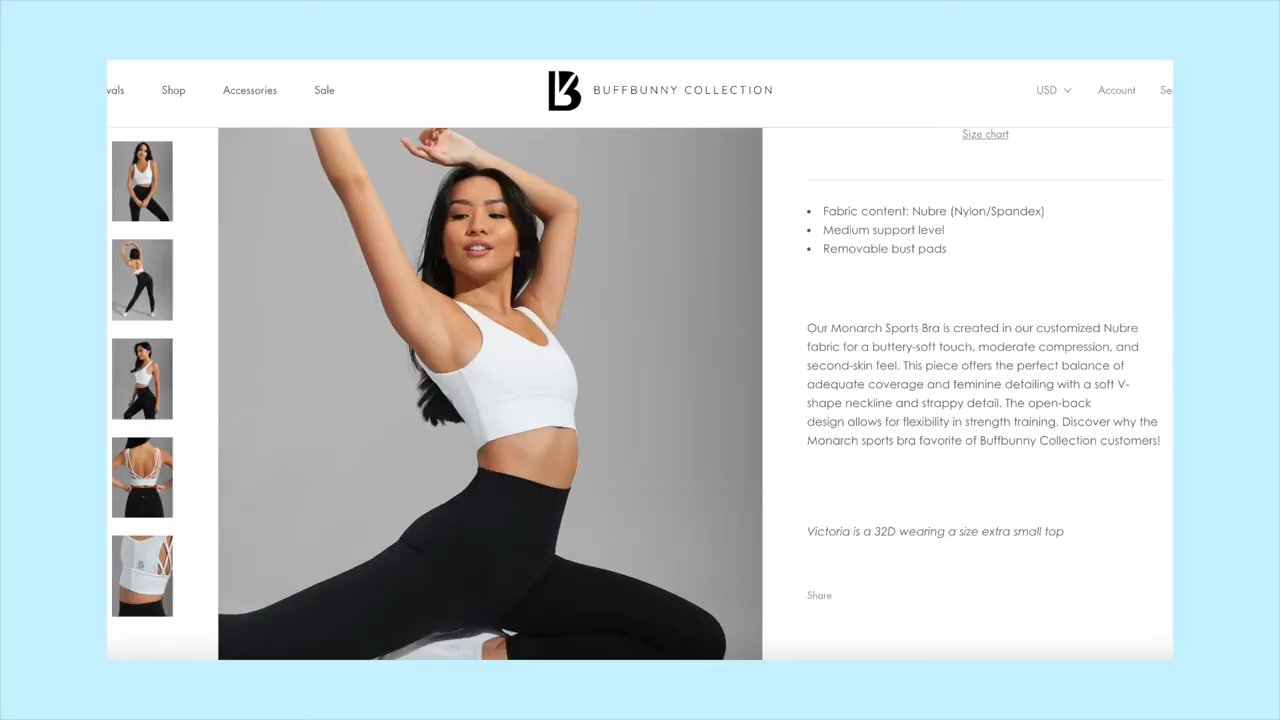 vals
Shop
Accessories
Sale
BUFFBUNNY COLLECTION
USD
Account
Se
Size chart
• Fabric content: Nubre (Nylon/Spandex)
• Medium support level
• Removable bust pads
Our Monarch Sports Bra is created in our customized Nubre
fabric for a buttery-soft touch, moderate compression, and
second-skin feel. This piece offers the perfect balance of
adequate coverage and feminine detailing with a soft V-
shape neckline and strappy detail. The open-back
design allows for flexibility in strength training. Discover why the
Monarch sports bra favorite of Buffbunny Collection customers!
Victoria is a 32D wearing a size extra small top
Share